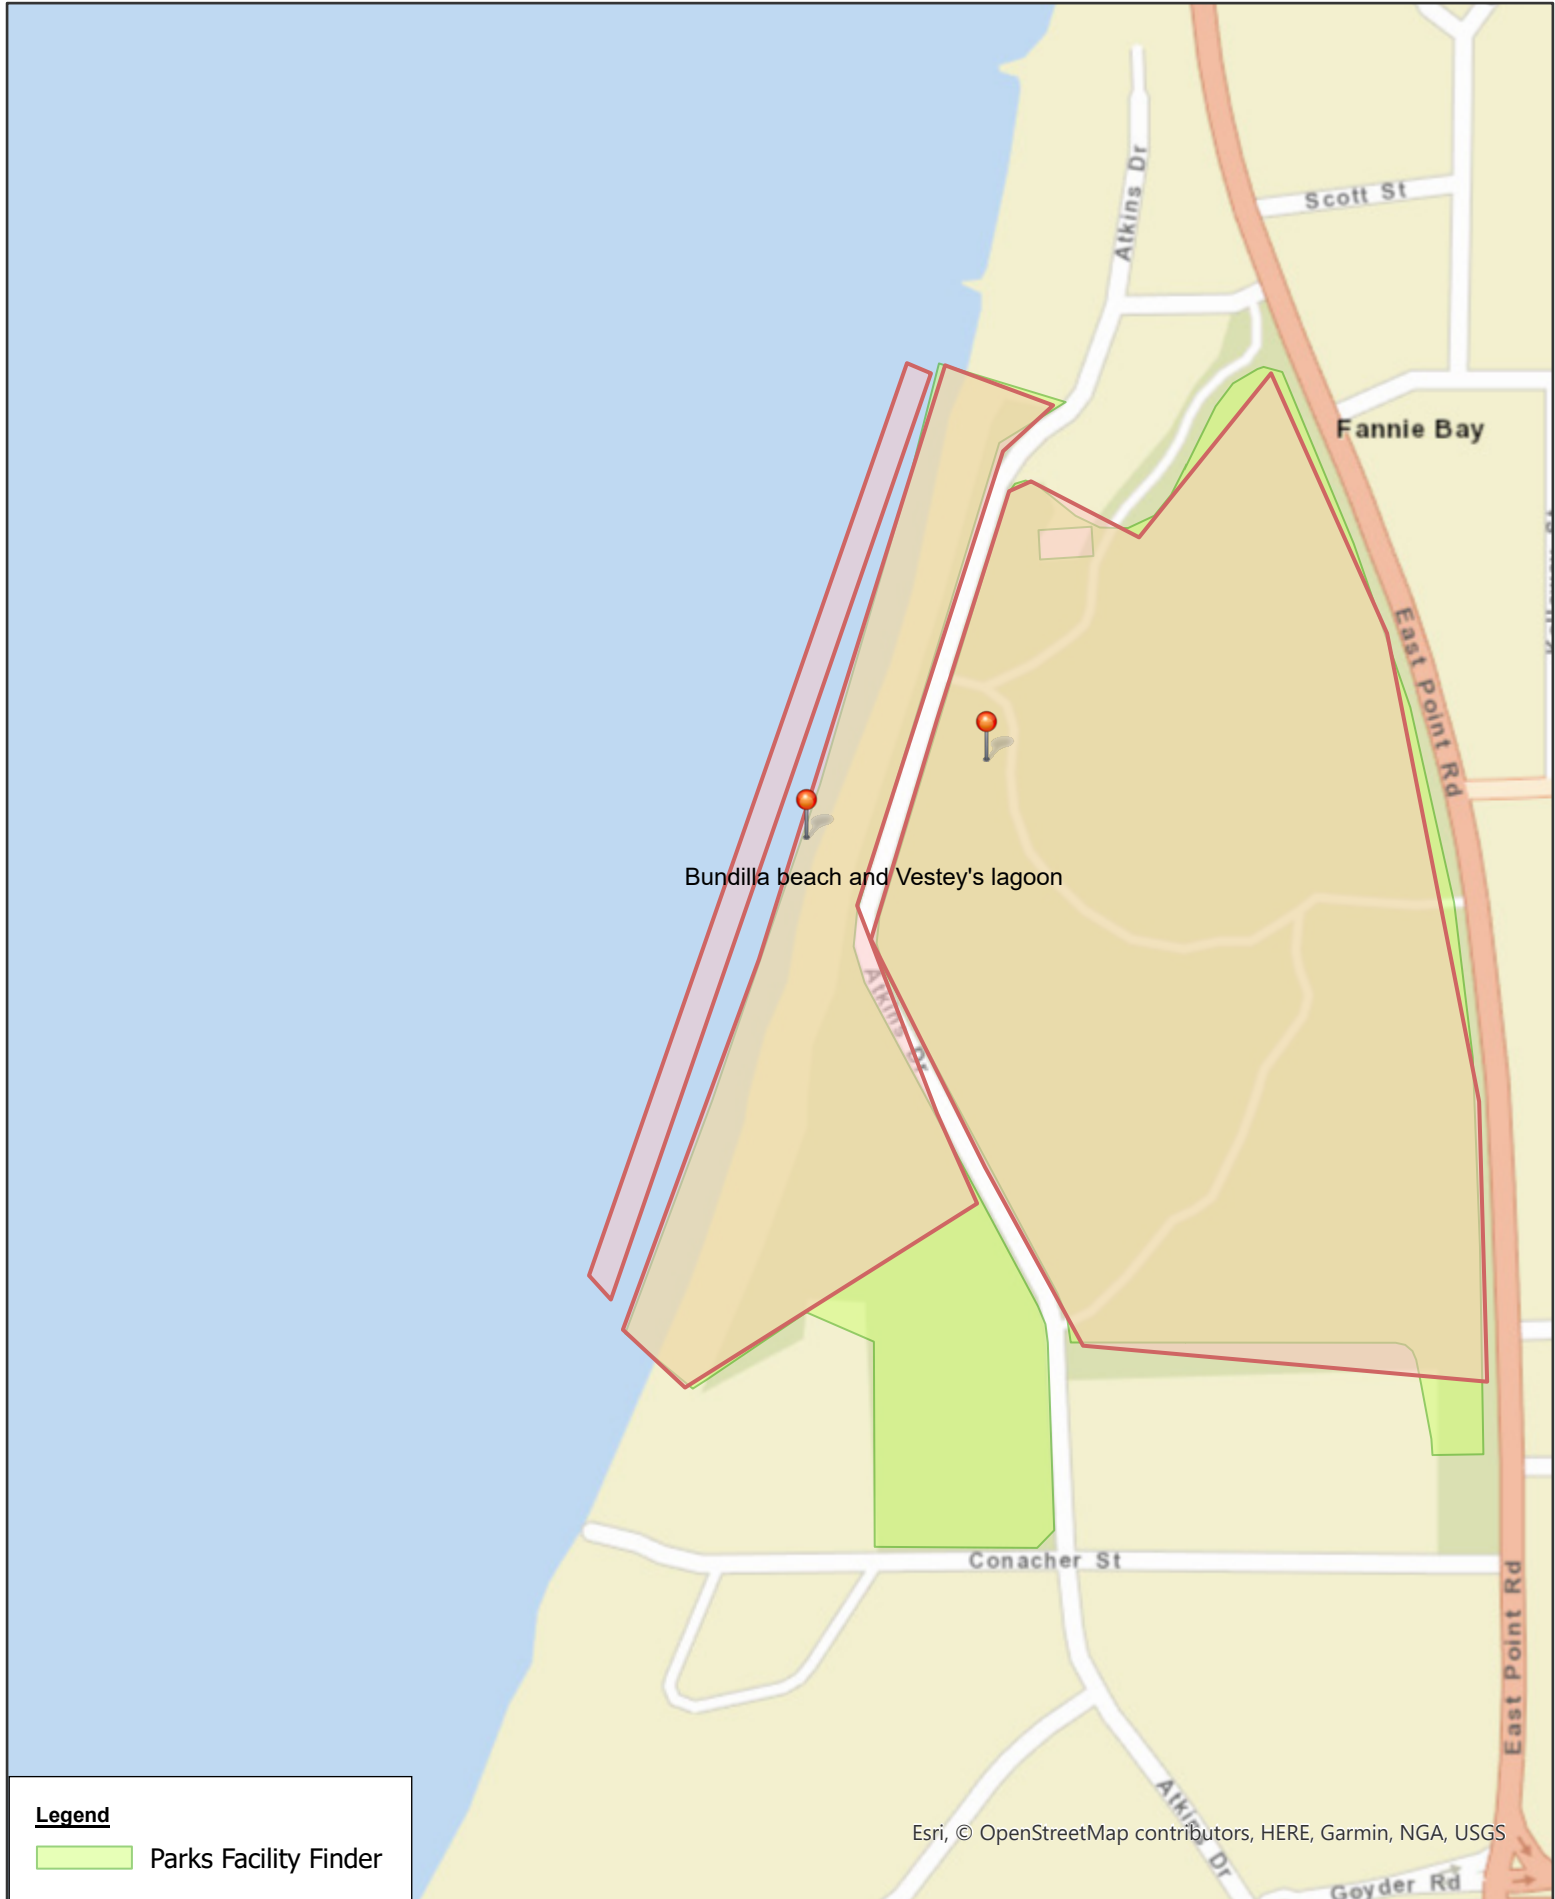 Atkins Dr
Scott St
Fannie Bay
East Point Rd
Bundilla beach and Vestey's lagoon
Atkins Dr
Conacher St
East Point Rd
Atkins Dr
Goyder Rd
Legend
Parks Facility Finder
Esri, © OpenStreetMap contributors, HERE, Garmin, NGA, USGS